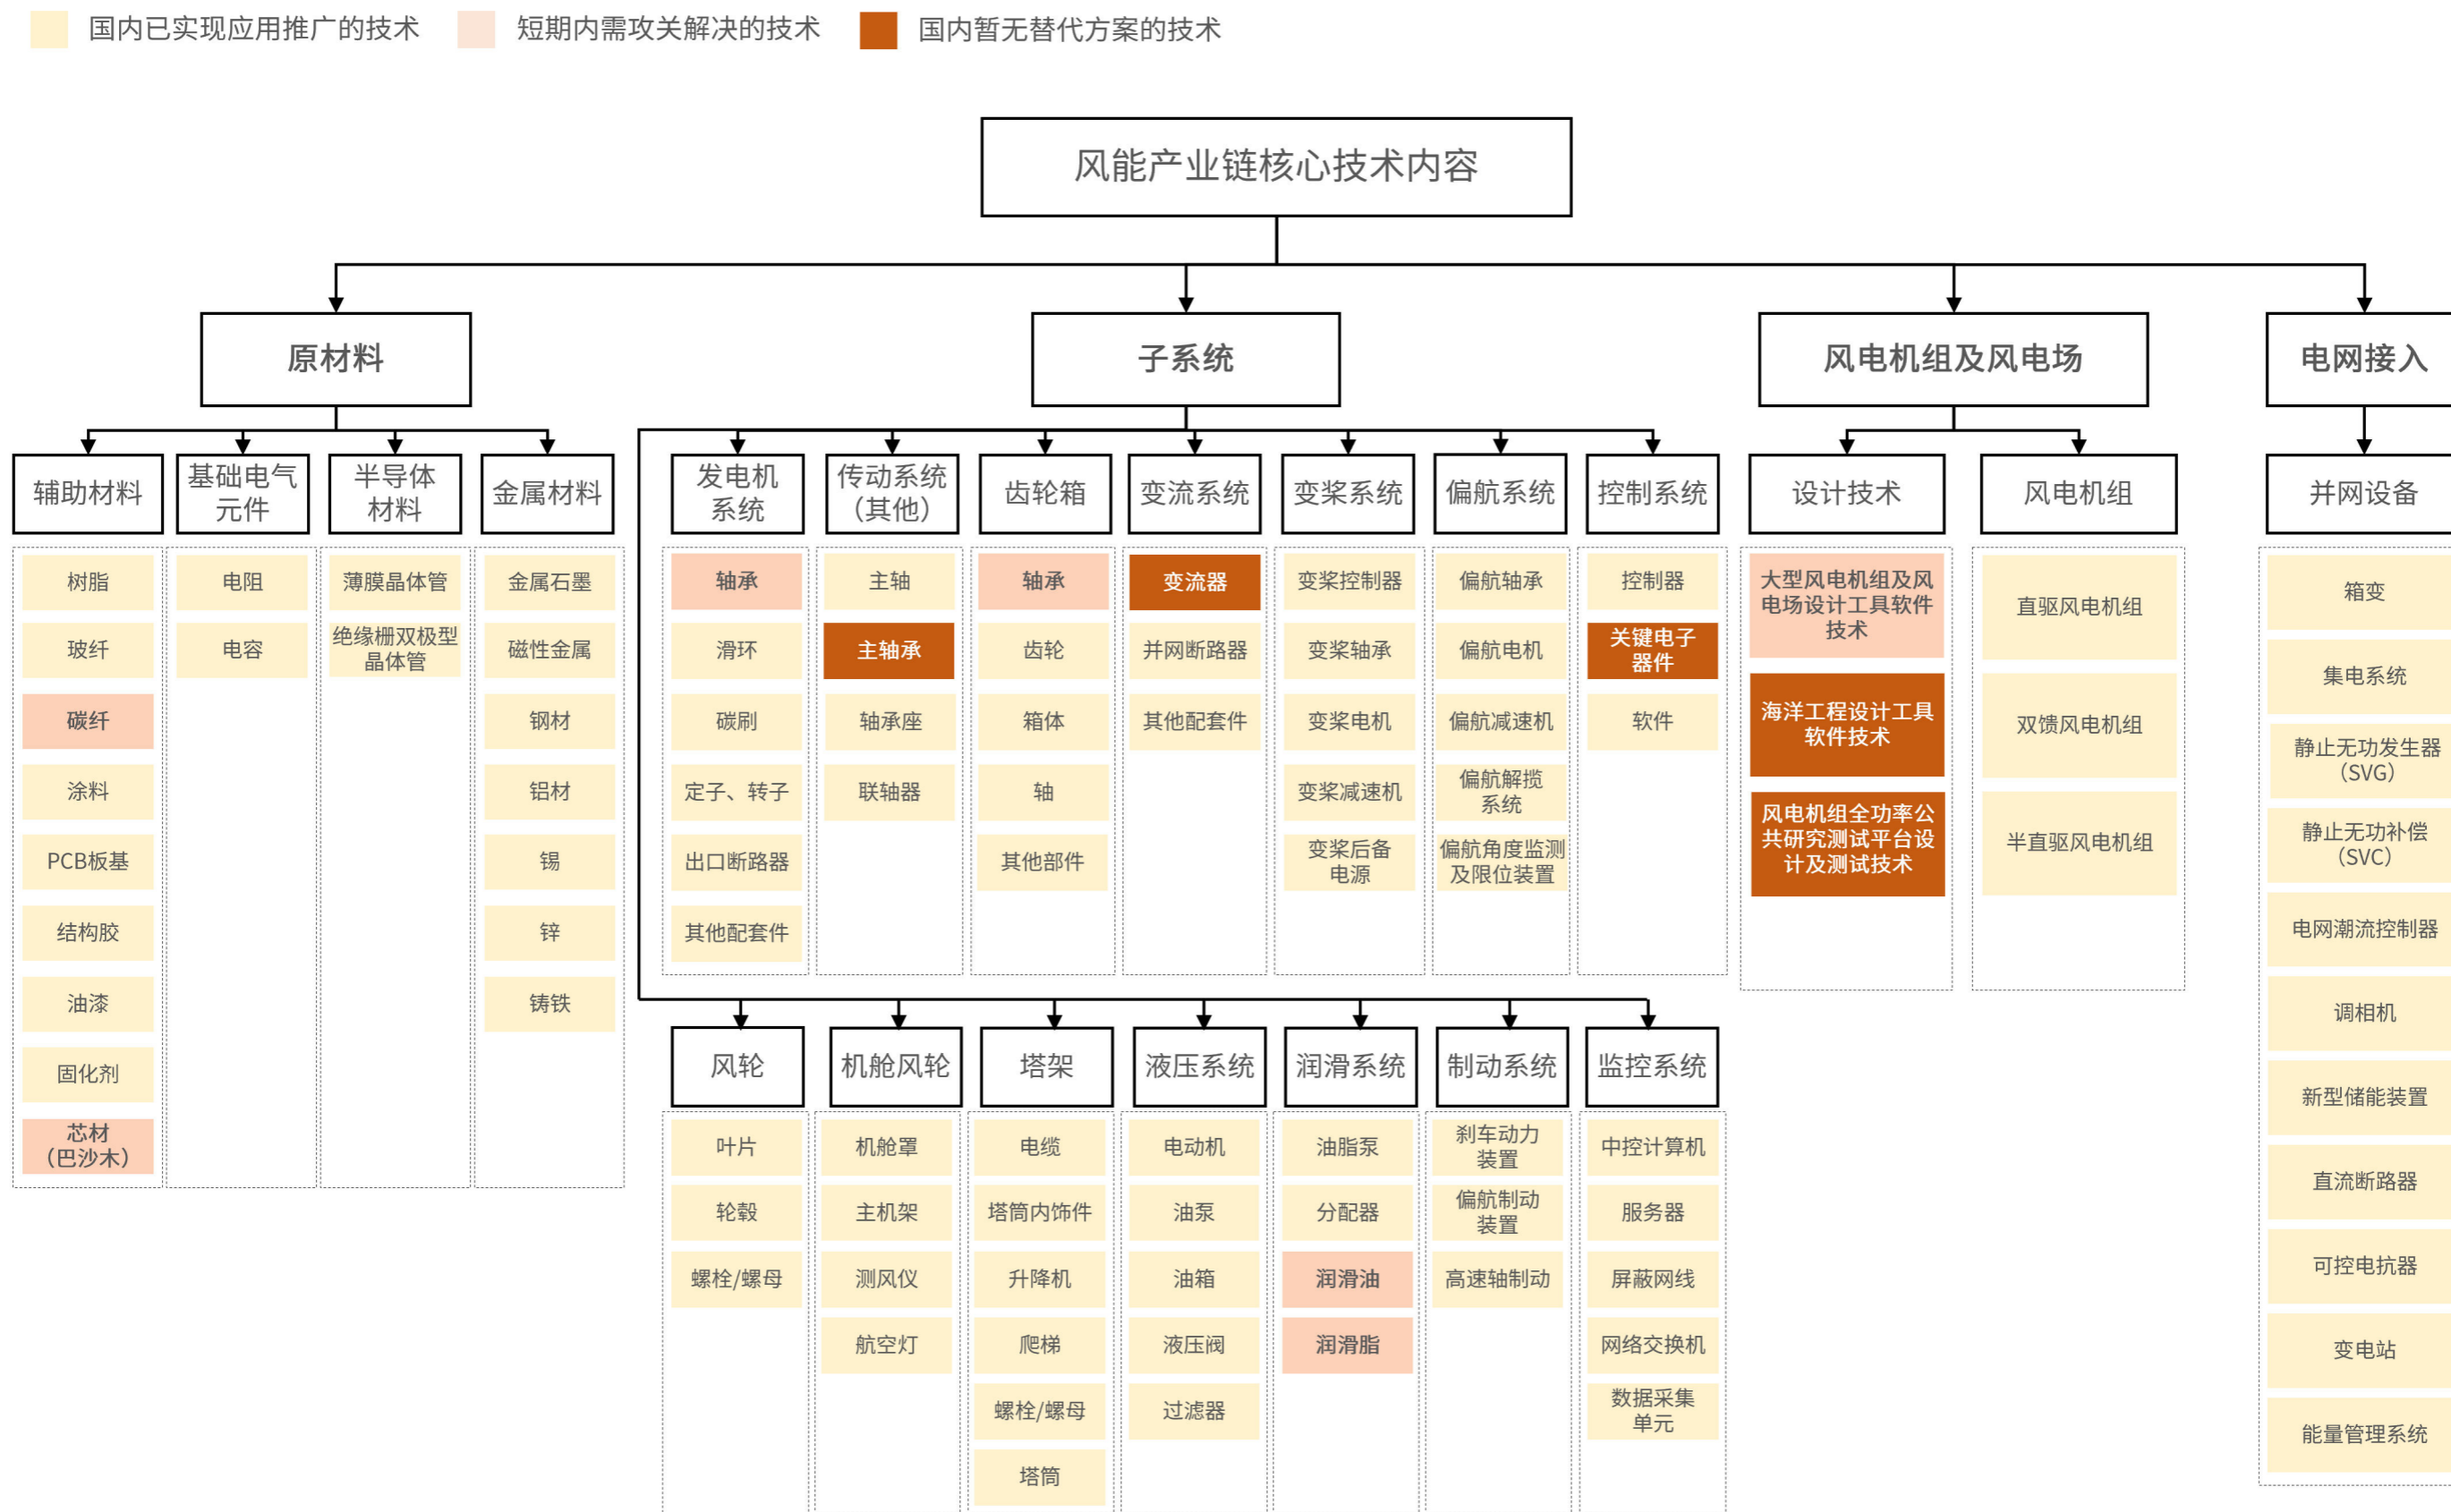 国内已实现应用推广的技术
短期内需攻关解决的技术
国内暂无替代方案的技术
风能产业链核心技术内容
原材料
子系统
风电机组及风电场
电网接入
辅助材料
基础电气
元件
半导体
材料
金属材料
发电机
系统
传动系统
（其他）
齿轮箱
变流系统
变桨系统
偏航系统
控制系统
设计技术
风电机组
并网设备
树脂
玻纤
碳纤
涂料
PCB板基
结构胶
油漆
固化剂
芯材
（巴沙木）
电阻
电容
薄膜晶体管
绝缘栅双极型
晶体管
金属石墨
磁性金属
钢材
铝材
锡
锌
铸铁
轴承
滑环
碳刷
定子、转子
出口断路器
其他配套件
主轴
主轴承
轴承座
联轴器
轴承
齿轮
箱体
轴
其他部件
变流器
并网断路器
其他配套件
变桨控制器
变桨轴承
变桨电机
变桨减速机
变桨后备
电源
偏航轴承
偏航电机
偏航减速机
偏航解揽
系统
偏航角度监测
及限位装置
控制器
关键电子
器件
软件
大型风电机组及风
电场设计工具软件
技术
海洋工程设计工具
软件技术
风电机组全功率公
共研究测试平台设
计及测试技术
直驱风电机组
双馈风电机组
半直驱风电机组
箱变
集电系统
静止无功发生器
（SVG）
静止无功补偿
（SVC）
电网潮流控制器
调相机
新型储能装置
直流断路器
可控电抗器
变电站
能量管理系统
风轮
机舱风轮
塔架
液压系统
润滑系统
制动系统
监控系统
叶片
轮毂
螺栓/螺母
机舱罩
主机架
测风仪
航空灯
电缆
塔筒内饰件
升降机
爬梯
螺栓/螺母
塔筒
电动机
油泵
油箱
液压阀
过滤器
油脂泵
分配器
润滑油
润滑脂
刹车动力
装置
偏航制动
装置
高速轴制动
中控计算机
服务器
屏蔽网线
网络交换机
数据采集
单元